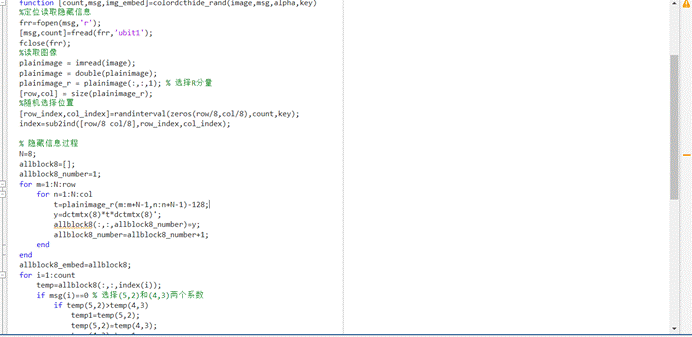 function [count,msg,img_embed]=colordcthide_rand(image,msg,alpha,key)
%定位读取隐藏信息
frr=fopen(msg,'r');
[msg,count]=fread(frr,'ubit1');
fclose(frr);
%读取图像
plainimage = imread(image);
plainimage = double(plainimage);
plainimage_r = plainimage(:,:,1); % 选择R分量
[row,col] = size(plainimage_r);
%随机选择位置
[row_index,col_index]=randinterval(zeros(row/8,col/8),count,key);
index=sub2ind([row/8 col/8],row_index,col_index);
% 隐藏信息过程
N=8;
allblock8=[];
allblock8_number=1;
for m=1:N:row
for n=1:N:col
t=plainimage_r(m:m+N-1,n:n+N-1)-128;
y=dctmtx(8)*t*dctmtx(8)';
allblock8(:,:,allblock8_number)=y;
allblock8_number=allblock8_number+1;
end
end
allblock8_embed=allblock8;
for i=1:count
temp=allblock8(:,:,index(i));
if msg(i)==0 % 选择(5,2)和(4,3)两个系数
if temp(5,2)>temp(4,3)
temp1=temp(5,2);
temp(5,2)=temp(4,3);